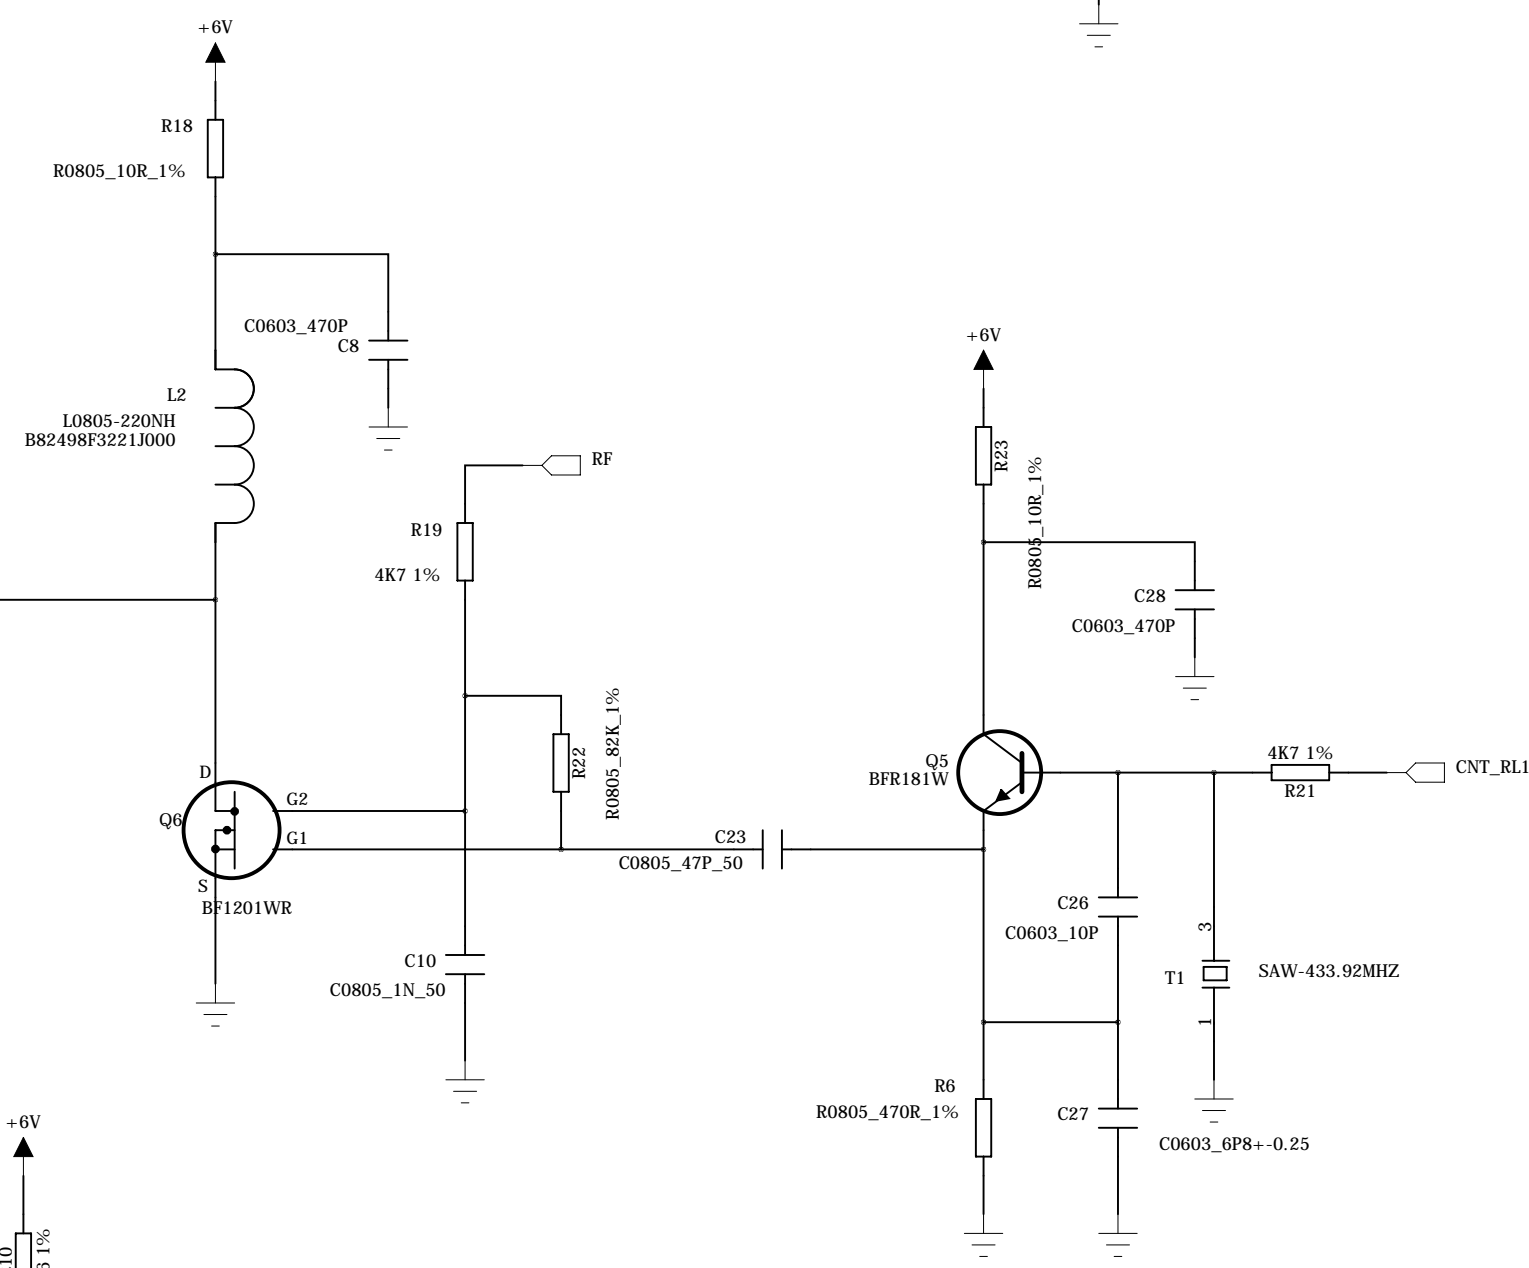 +6V
R18
R0805_10R_1%
C0603_470P
C8
L2
L0805-220NH
B82498F3221J000
RF
R19
4K7 1%
R22
R0805_82K_1%
D
G2
Q6
G1
S
BF1201WR
C23
C0805_47P_50
C10
C0805_1N_50
+6V
R23
R0805_10R_1%
C28
C0603_470P
Q5
BFR181W
4K7 1%
R21
CNT_RL1
C26
C0603_10P
3
T1
SAW-433.92MHZ
1
R6
R0805_470R_1%
C27
C0603_6P8+-0.25
+6V
1%